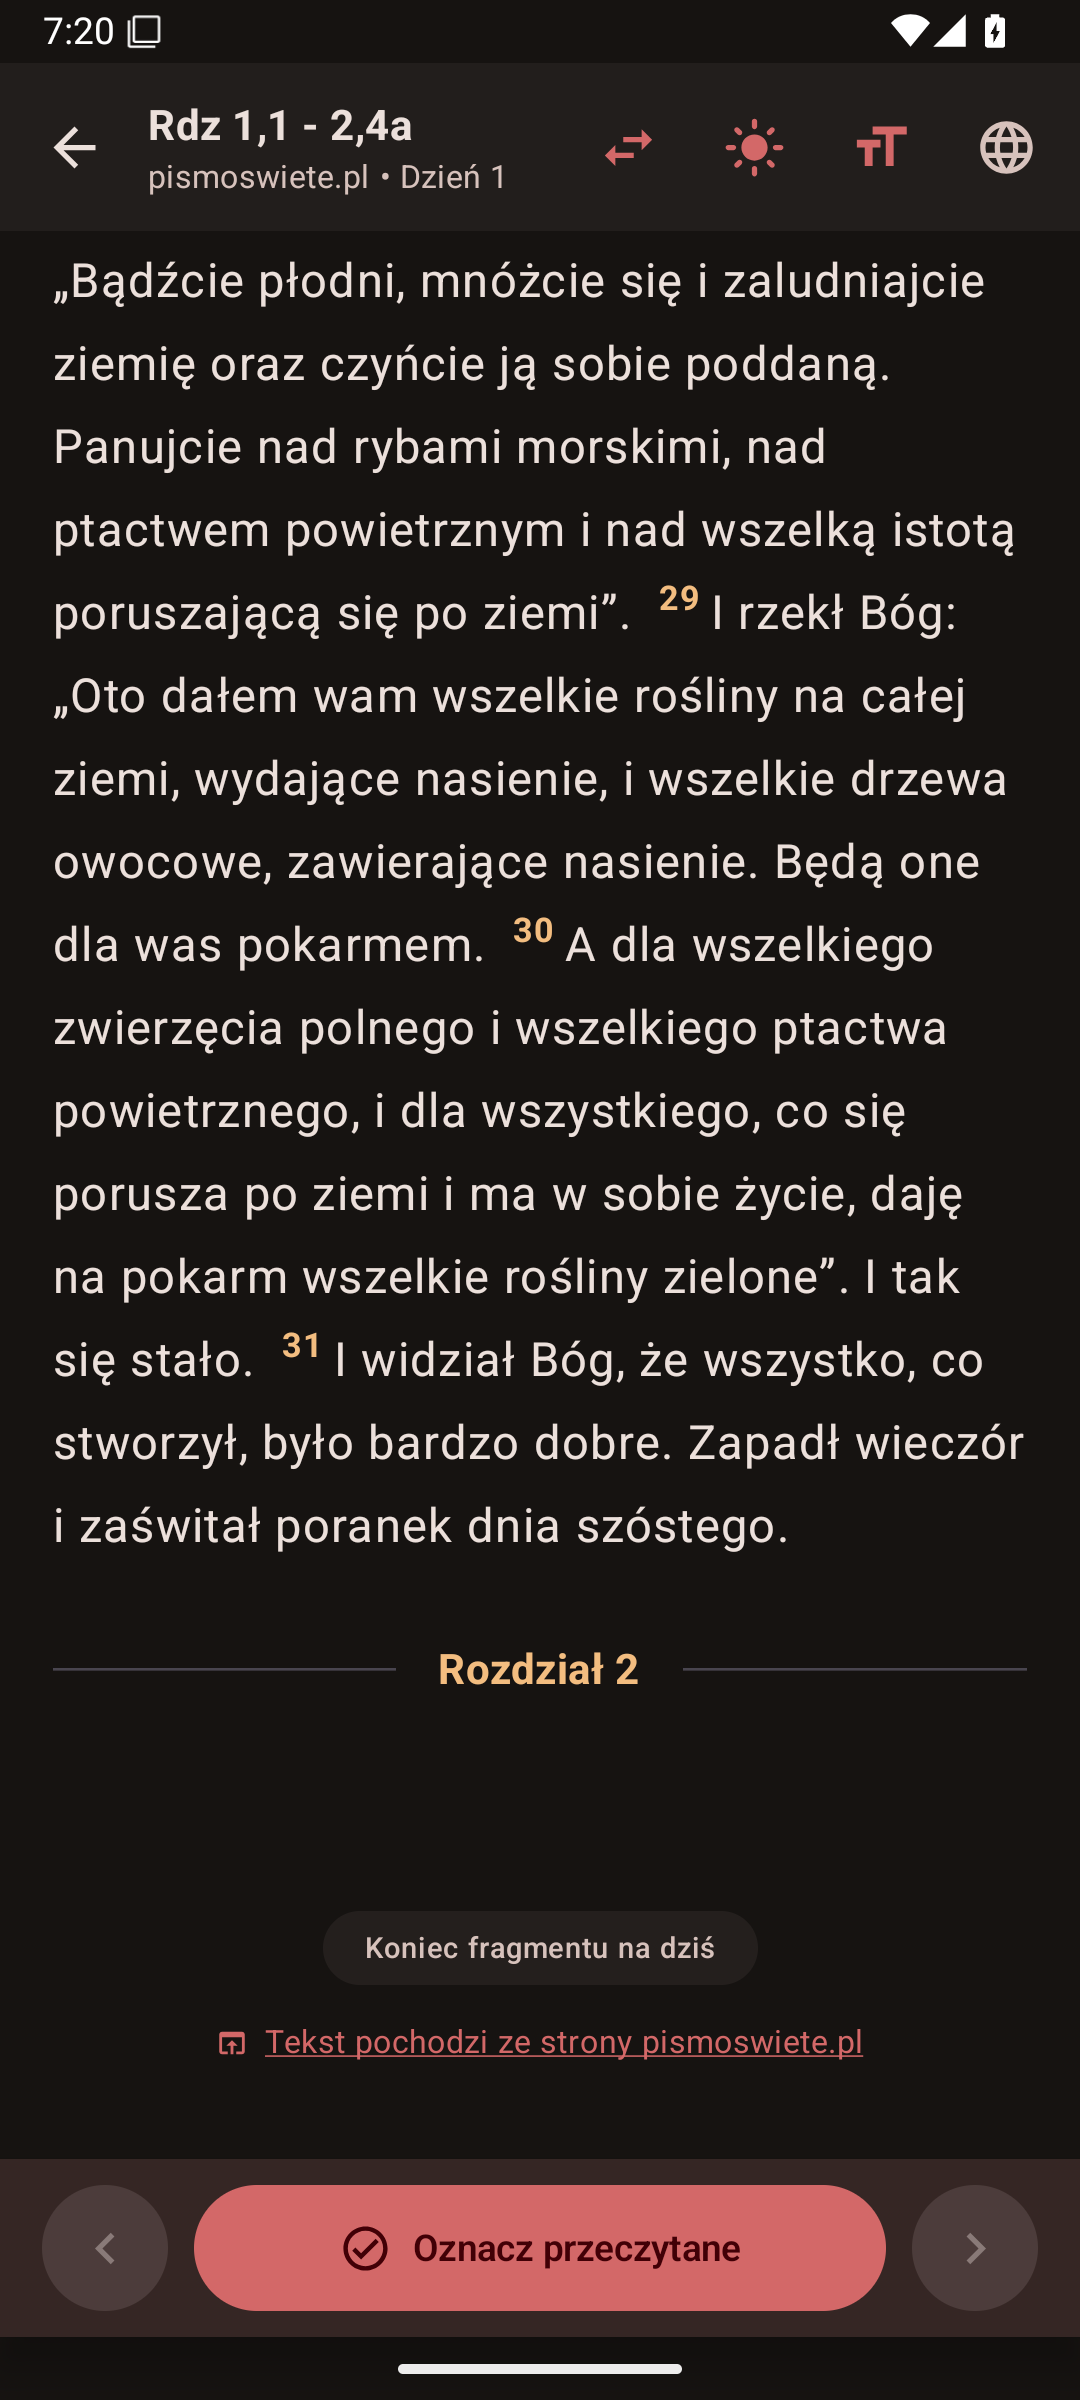 7:20
Rdz 1,1 - 2,4a
pismoswiete.pl • Dzień 1
„Bądźcie płodni, mnóżcie się i zaludniajcie
ziemię oraz czyńcie ją sobie poddaną.
Panujcie nad rybami morskimi, nad
ptactwem powietrznym i nad wszelką istotą
poruszającą się po ziemi”. 29 I rzekł Bóg:
„Oto dałem wam wszelkie rośliny na całej
ziemi, wydające nasienie, i wszelkie drzewa
owocowe, zawierające nasienie. Będą one
dla was pokarmem. 30 A dla wszelkiego
zwierzęcia polnego i wszelkiego ptactwa
powietrznego, i dla wszystkiego, co się
porusza po ziemi i ma w sobie życie, daję
na pokarm wszelkie rośliny zielone”. I tak
się stało. 31 I widział Bóg, że wszystko, co
stworzył, było bardzo dobre. Zapadł wieczór
i zaświtał poranek dnia szóstego.
Rozdział 2
Koniec fragmentu na dziś
Tekst pochodzi ze strony pismoswiete.pl
Oznacz przeczytane